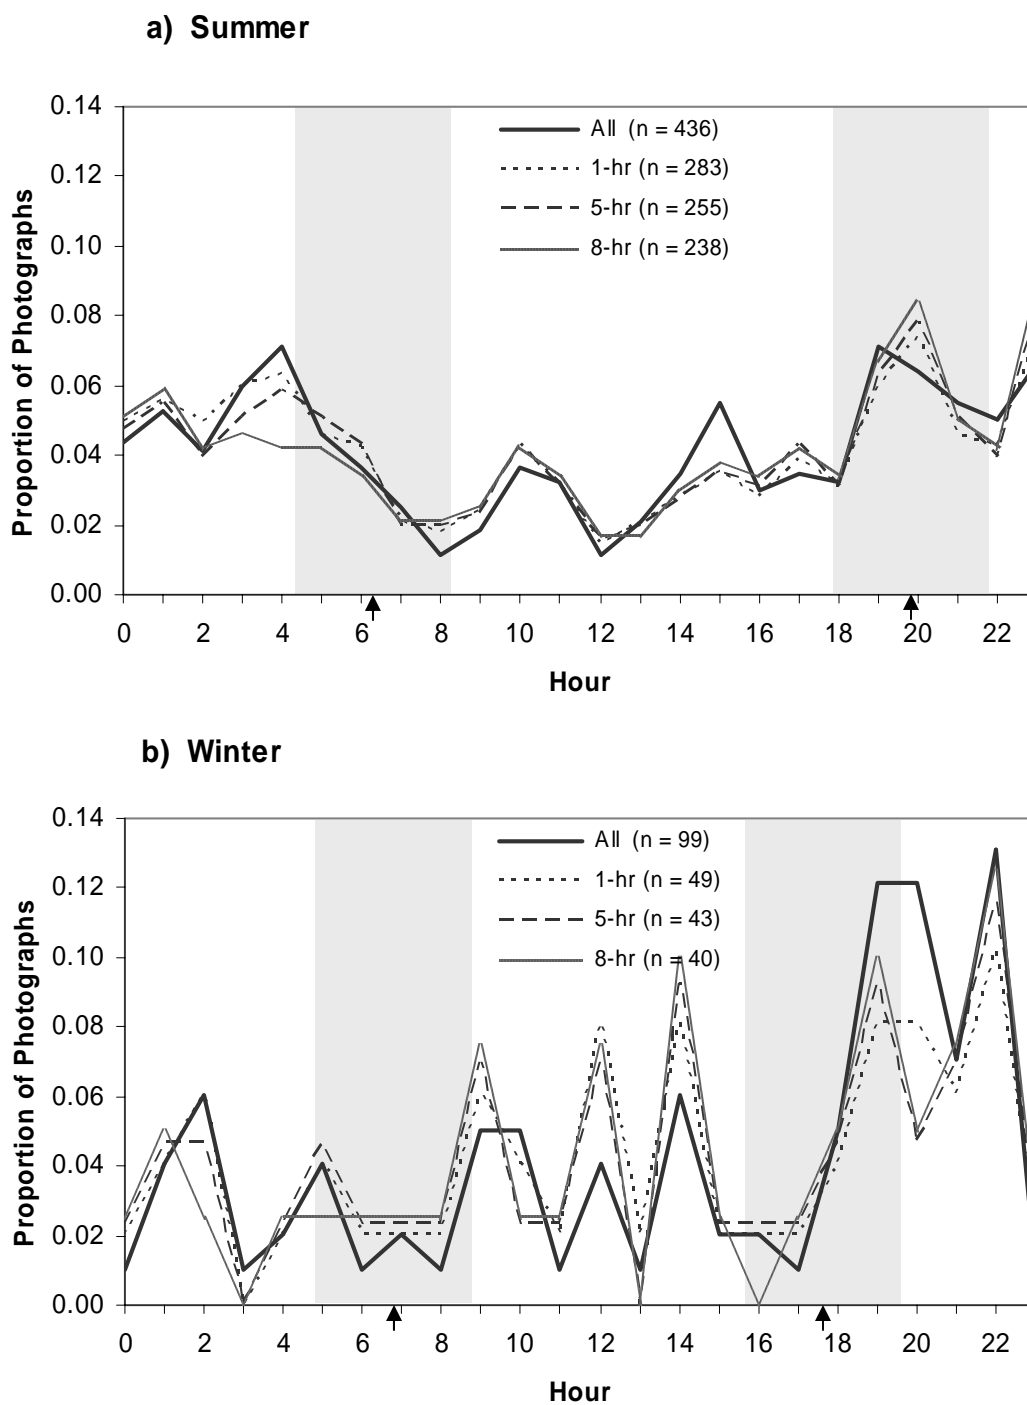 a) Summer
0.14
0.12
0.10
0.08
0.06
0.04
0.02
0.00
Proportion of Photographs
All (n = 436)
1-hr (n = 283)
5-hr (n = 255)
8-hr (n = 238)
0 2 4 6 8 10 12 14 16 18 20 22
Hour
b) Winter
0.14
0.12
0.10
0.08
0.06
0.04
0.02
0.00
Proportion of Photographs
All (n = 99)
1-hr (n = 49)
5-hr (n = 43)
8-hr (n = 40)
0 2 4 6 8 10 12 14 16 18 20 22
Hour